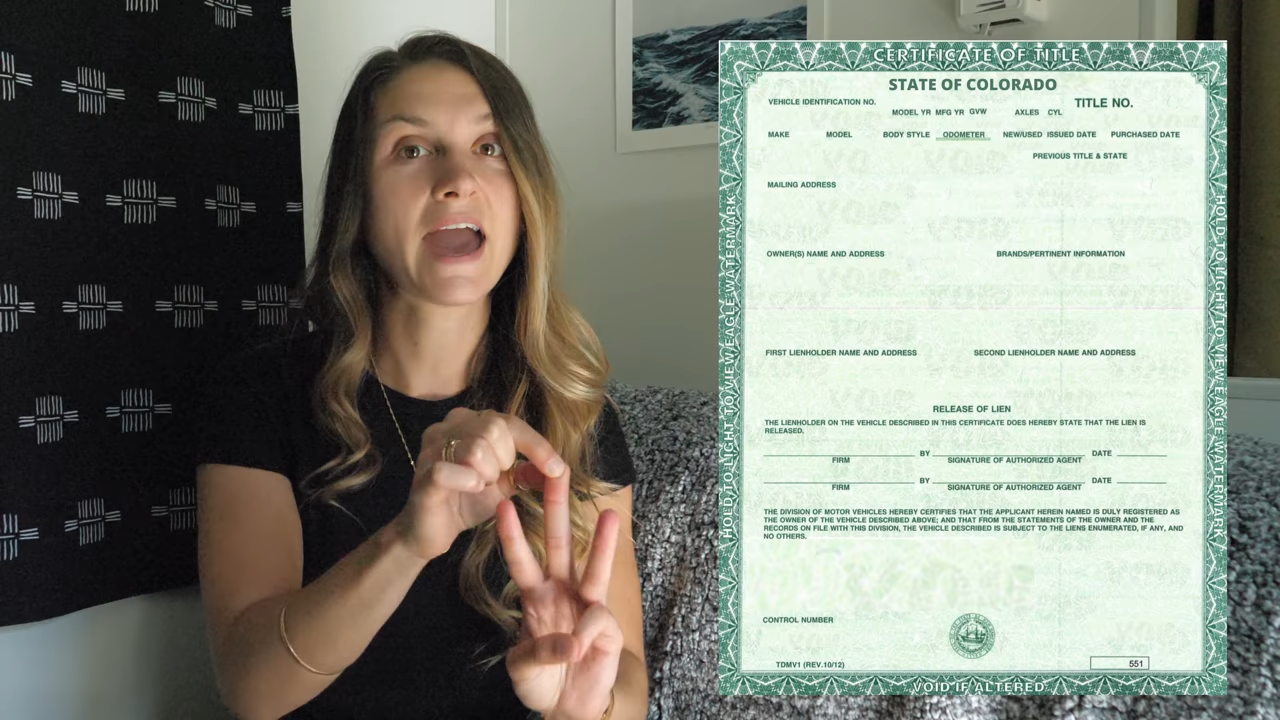 CERTIFICATE OF TITLE
STATE OF COLORADO
VEHICLE IDENTIFICATION NO.
TITLE NO.
MODEL YR MFG YR GVW AXLES CYL
MAKE MODEL BODY STYLE ODOMETER NEW/USED ISSUED DATE PURCHASED DATE
PREVIOUS TITLE & STATE
MAILING ADDRESS
OWNER(S) NAME AND ADDRESS BRANDS/PERTINENT INFORMATION
FIRST LIENHOLDER NAME AND ADDRESS SECOND LIENHOLDER NAME AND ADDRESS
RELEASE OF LIEN
THE LIENHOLDER ON THE VEHICLE DESCRIBED IN THIS CERTIFICATE DOES HEREBY STATE THAT THE LIEN IS
RELEASED.
BY DATE
FIRM SIGNATURE OF AUTHORIZED AGENT
BY DATE
FIRM SIGNATURE OF AUTHORIZED AGENT
THE DIVISION OF MOTOR VEHICLES HEREBY CERTIFIES THAT THE APPLICANT HEREIN NAMED IS DULY REGISTERED AS
THE OWNER OF THE VEHICLE DESCRIBED ABOVE; AND THAT FROM THE STATEMENTS OF THE OWNER AND THE
RECORDS ON FILE WITH THIS DIVISION, THE VEHICLE DESCRIBED IS SUBJECT TO THE LIENS ENUMERATED, IF ANY, AND
NO OTHERS.
CONTROL NUMBER
TDMV1 (REV.10/12)
551
VOID IF ALTERED
HOLD TO LIGHT TO VIEW EAGLE WATERMARK
HOLD TO LIGHT TO VIEW EAGLE WATERMARK